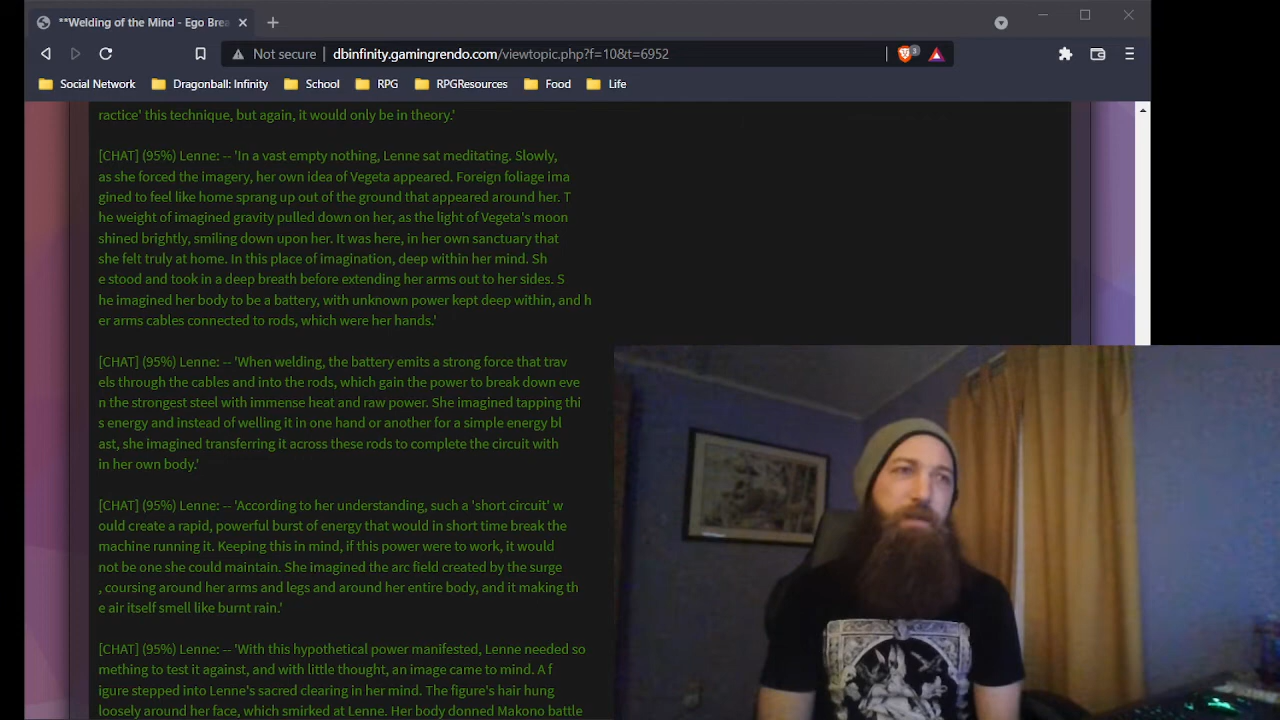 **Welding of the Mind - Ego Brea
Not secure
dbinfinity.gamingrendo.com/viewtopic.php?f=10&t=6952
3
Social Network
Dragonball: Infinity
School
RPG
RPGResources
Food
Life
ractice' this technique, but again, it would only be in theory.'
[CHAT] (95%) Lenne: -- 'In a vast empty nothing, Lenne sat meditating. Slowly,
as she forced the imagery, her own idea of Vegeta appeared. Foreign foliage ima
gined to feel like home sprang up out of the ground that appeared around her. T
he weight of imagined gravity pulled down on her, as the light of Vegeta's moon
shined brightly, smiling down upon her. It was here, in her own sanctuary that
she felt truly at home. In this place of imagination, deep within her mind. Sh
e stood and took in a deep breath before extending her arms out to her sides. S
he imagined her body to be a battery, with unknown power kept deep within, and h
er arms cables connected to rods, which were her hands.'
[CHAT] (95%) Lenne: -- 'When welding, the battery emits a strong force that trav
els through the cables and into the rods, which gain the power to break down eve
n the strongest steel with immense heat and raw power. She imagined tapping thi
s energy and instead of welling it in one hand or another for a simple energy bl
ast, she imagined transferring it across these rods to complete the circuit with
in her own body.'
[CHAT] (95%) Lenne: -- 'According to her understanding, such a 'short circuit' w
ould create a rapid, powerful burst of energy that would in short time break the
machine running it. Keeping this in mind, if this power were to work, it would
not be one she could maintain. She imagined the arc field created by the surge
, coursing around her arms and legs and around her entire body, and it making th
e air itself smell like burnt rain.'
[CHAT] (95%) Lenne: -- 'With this hypothetical power manifested, Lenne needed so
mething to test it against, and with little thought, an image came to mind. A f
igure stepped into Lenne's sacred clearing in her mind. The figure's hair hung
loosely around her face, which smirked at Lenne. Her body donned Makono battle